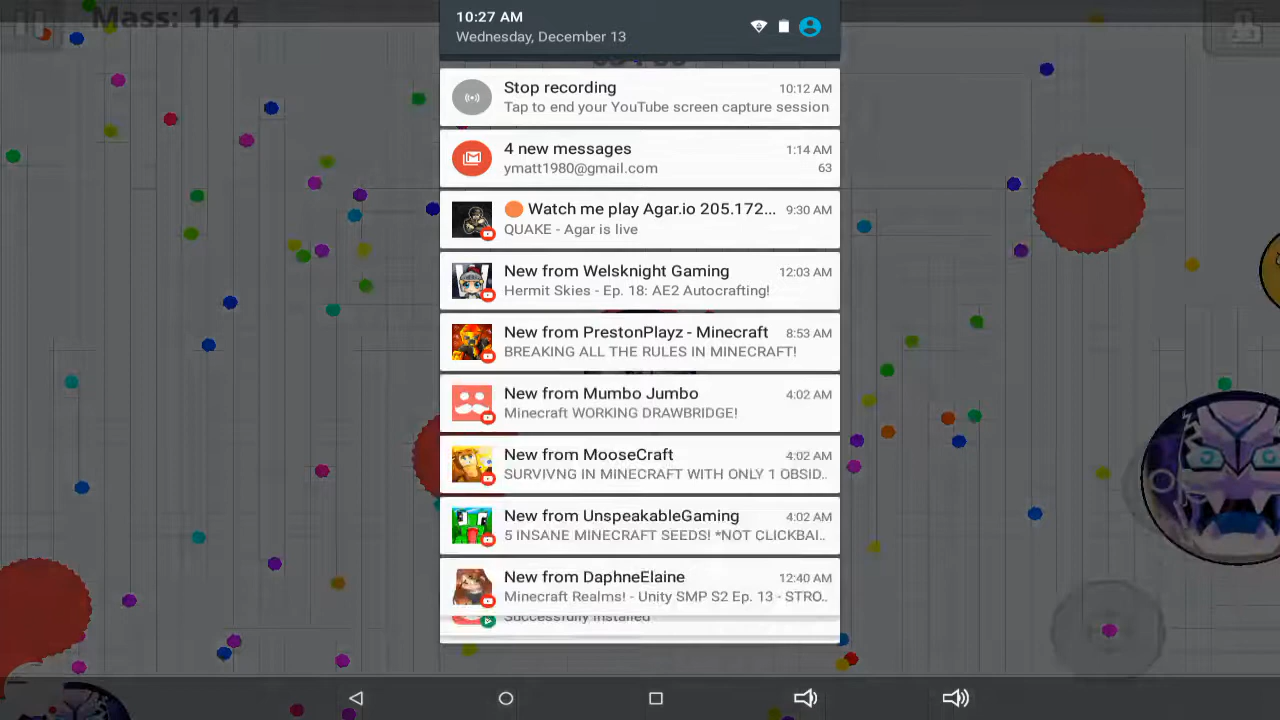 Mass: 114
10:27 AM
Wednesday, December 13
Stop recording 10:12 AM
Tap to end your YouTube screen capture session
4 new messages 1:14 AM
ymatt1980@gmail.com 63
Watch me play Agar.io 205.172... 9:30 AM
QUAKE - Agar is live
New from Welsknight Gaming 12:03 AM
Hermit Skies - Ep. 18: AE2 Autocrafting!
New from PrestonPlayz - Minecraft 8:53 AM
BREAKING ALL THE RULES IN MINECRAFT!
New from Mumbo Jumbo 4:02 AM
Minecraft WORKING DRAWBRIDGE!
New from MooseCraft 4:02 AM
SURVIVNG IN MINECRAFT WITH ONLY 1 OBSID..
New from UnspeakableGaming 4:02 AM
5 INSANE MINECRAFT SEEDS! *NOT CLICKBAI..
New from DaphneElaine 12:40 AM
Minecraft Realms! - Unity SMP S2 Ep. 13 - STRO..
Successfully installed